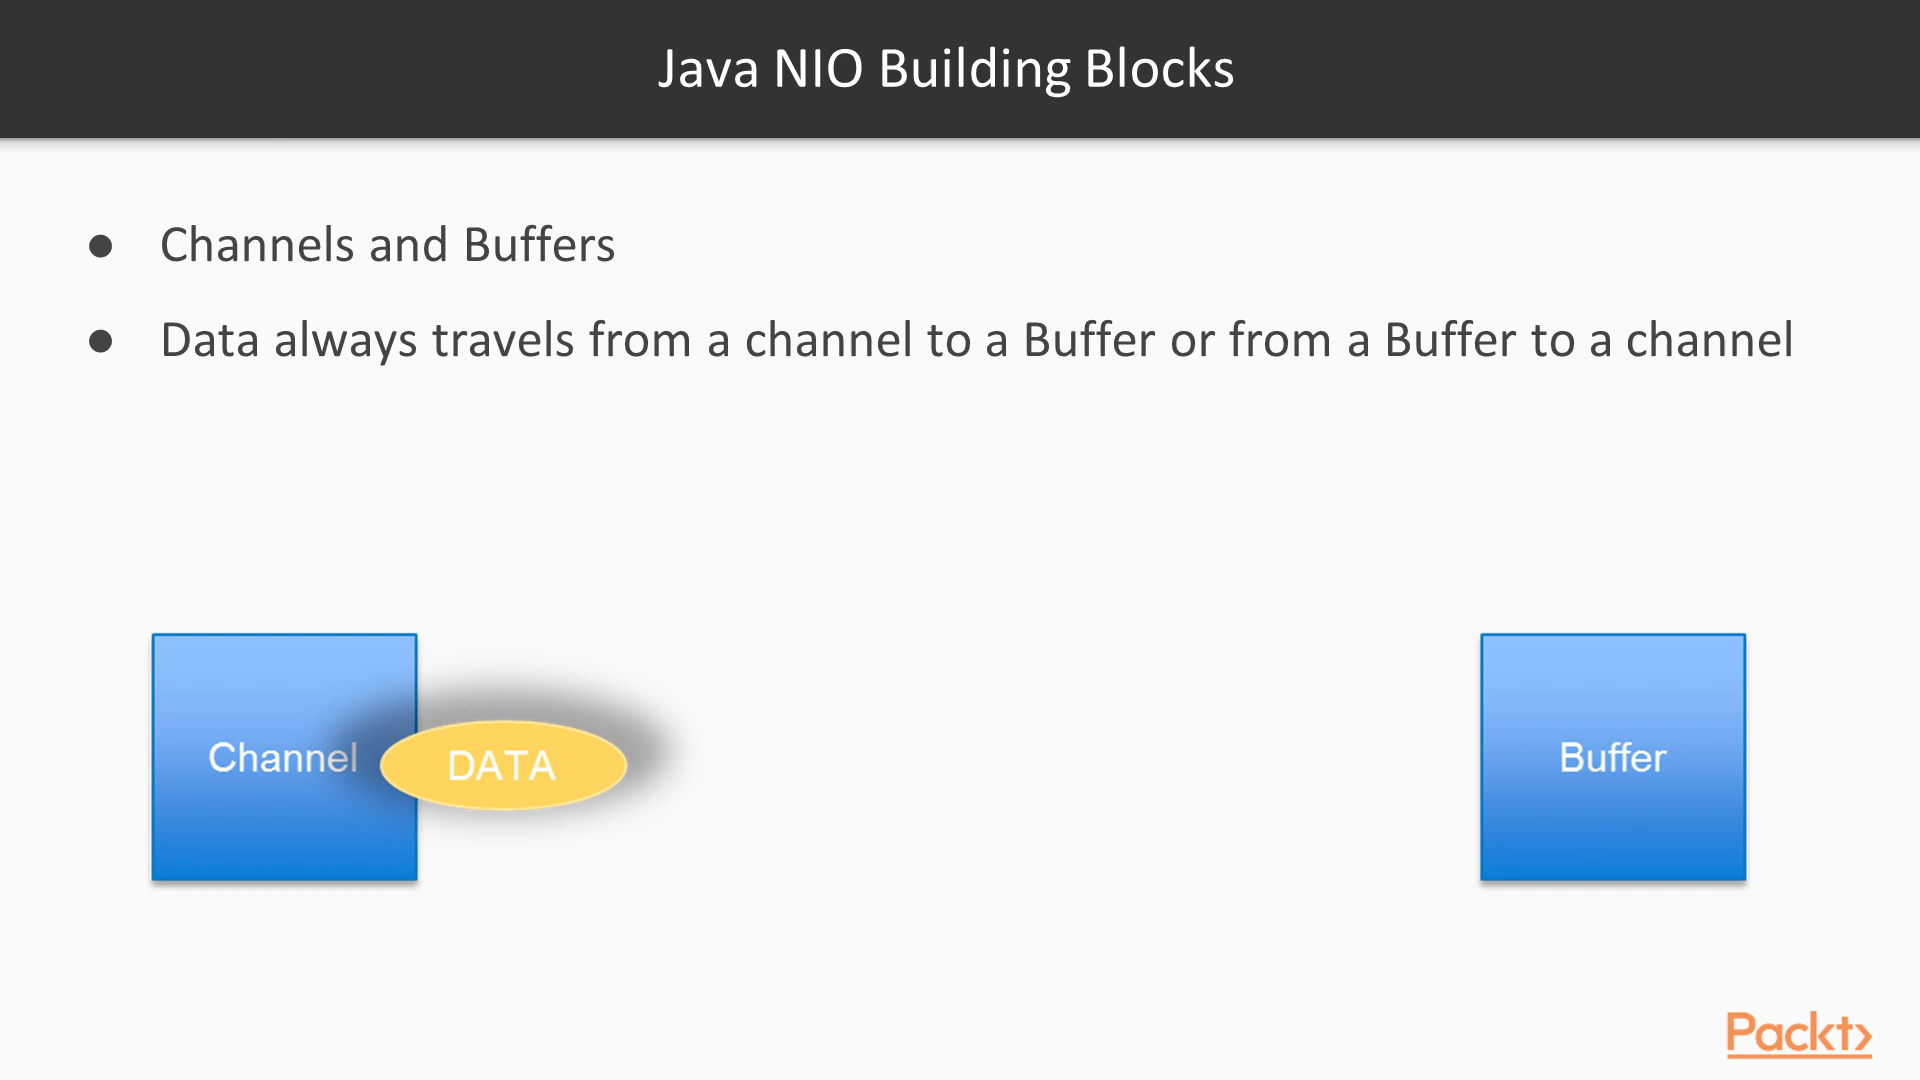 Java NIO Building Blocks
● Channels and Buffers
● Data always travels from a channel to a Buffer or from a Buffer to a channel
Channel
DATA
Buffer
Packt>